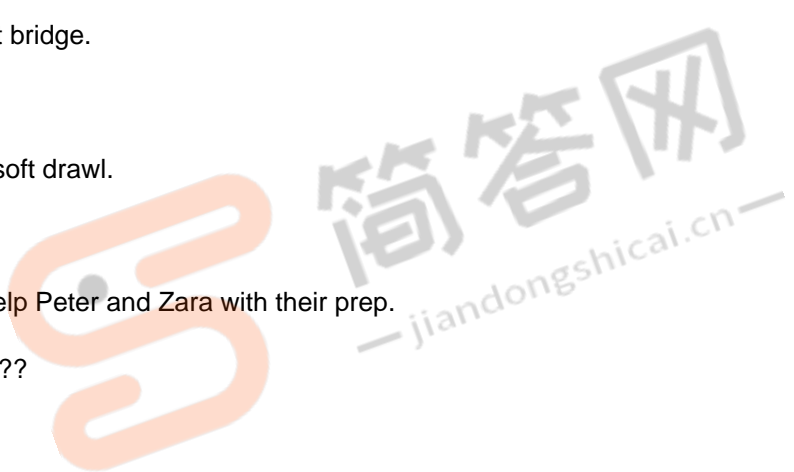 bridge.
soft drawl.
简答网
jiandongshicai.cn
elp Peter and Zara with their prep.
??